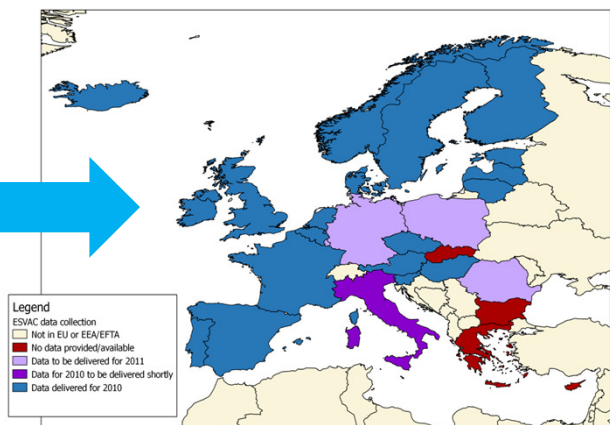 Legend
ESVAC data collection
Not in EU or EEA/EFTA
No data provided/available
Data to be delivered for 2011
Data for 2010 to be delivered shortly
Data delivered for 2010